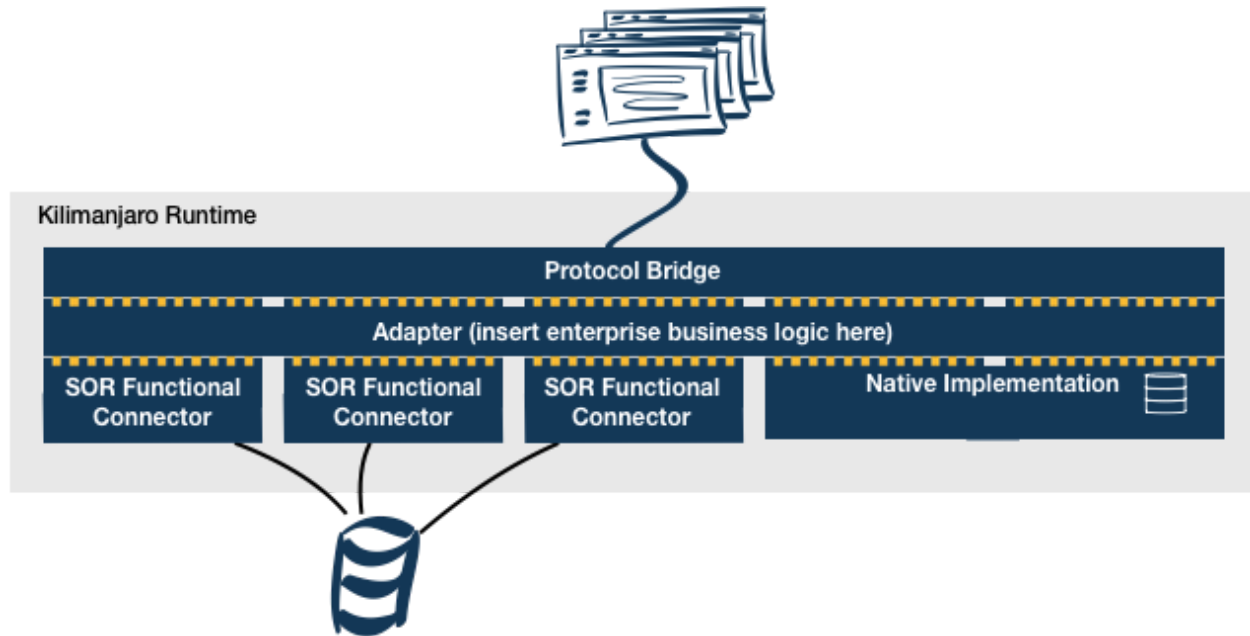 Kilimanjaro Runtime
Protocol Bridge
Adapter (insert enterprise business logic here)
SOR Functional
Connector
SOR Functional
Connector
SOR Functional
Connector
Native Implementation